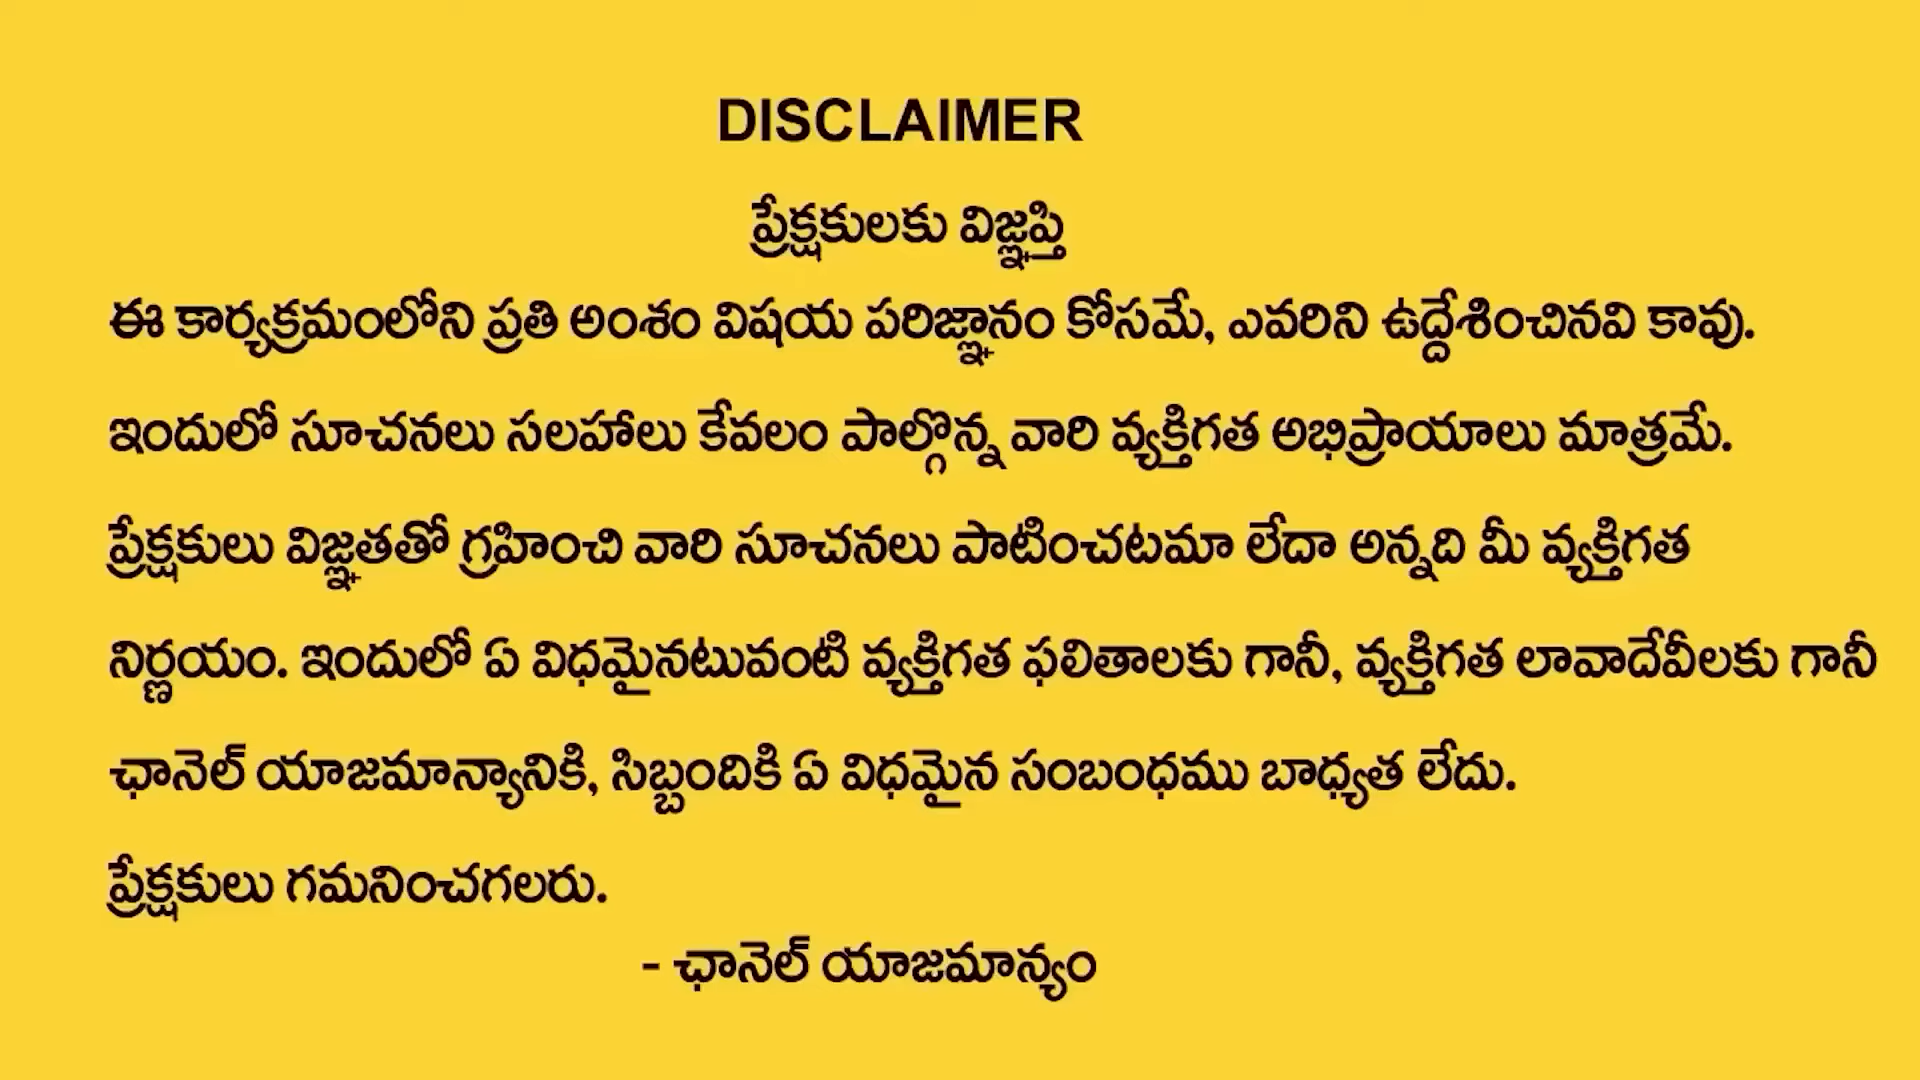 DISCLAIMER
ప్రేక్షకులకు విజ్ఞప్తి
ఈ కార్యక్రమంలోని ప్రతి అంశం విషయ పరిజ్ఞానం కోసమే, ఎవరిని ఉద్దేశించినవి కావు.
ఇందులో సూచనలు సలహాలు కేవలం పాల్గొన్న వారి వ్యక్తిగత అభిప్రాయాలు మాత్రమే.
ప్రేక్షకులు విజ్ఞతతో గ్రహించి వారి సూచనలు పాటించటమా లేదా అన్నది మీ వ్యక్తిగత
నిర్ణయం. ఇందులో ఏ విధమైనటువంటి వ్యక్తిగత ఫలితాలకు గానీ, వ్యక్తిగత లావాదేవీలకు గానీ
ఛానెల్ యాజమాన్యానికి, సిబ్బందికి ఏ విధమైన సంబంధము బాధ్యత లేదు.
ప్రేక్షకులు గమనించగలరు.
- ఛానెల్ యాజమాన్యం